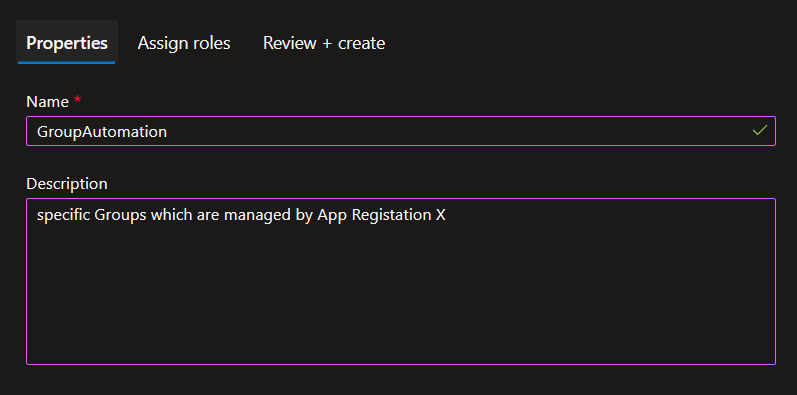 Properties Assign roles Review + create
Name *
GroupAutomation
Description
specific Groups which are managed by App Registation X